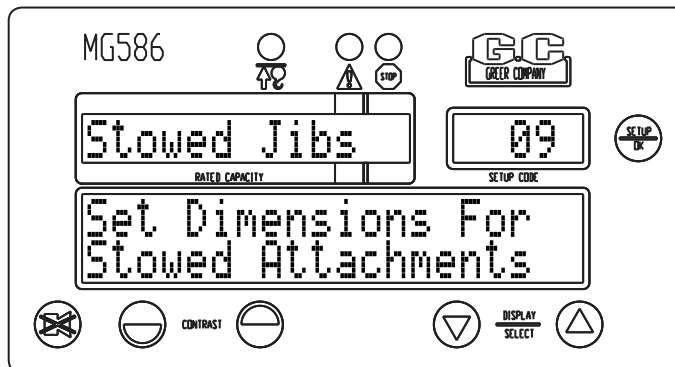 MG586
STOP
G.C
GREER COMPANY
Stowed Jibs
09
SETUP
OK
RATED CAPACITY
SETUP CODE
Set Dimensions For
Stowed Attachments
CONTRAST
DISPLAY
SELECT